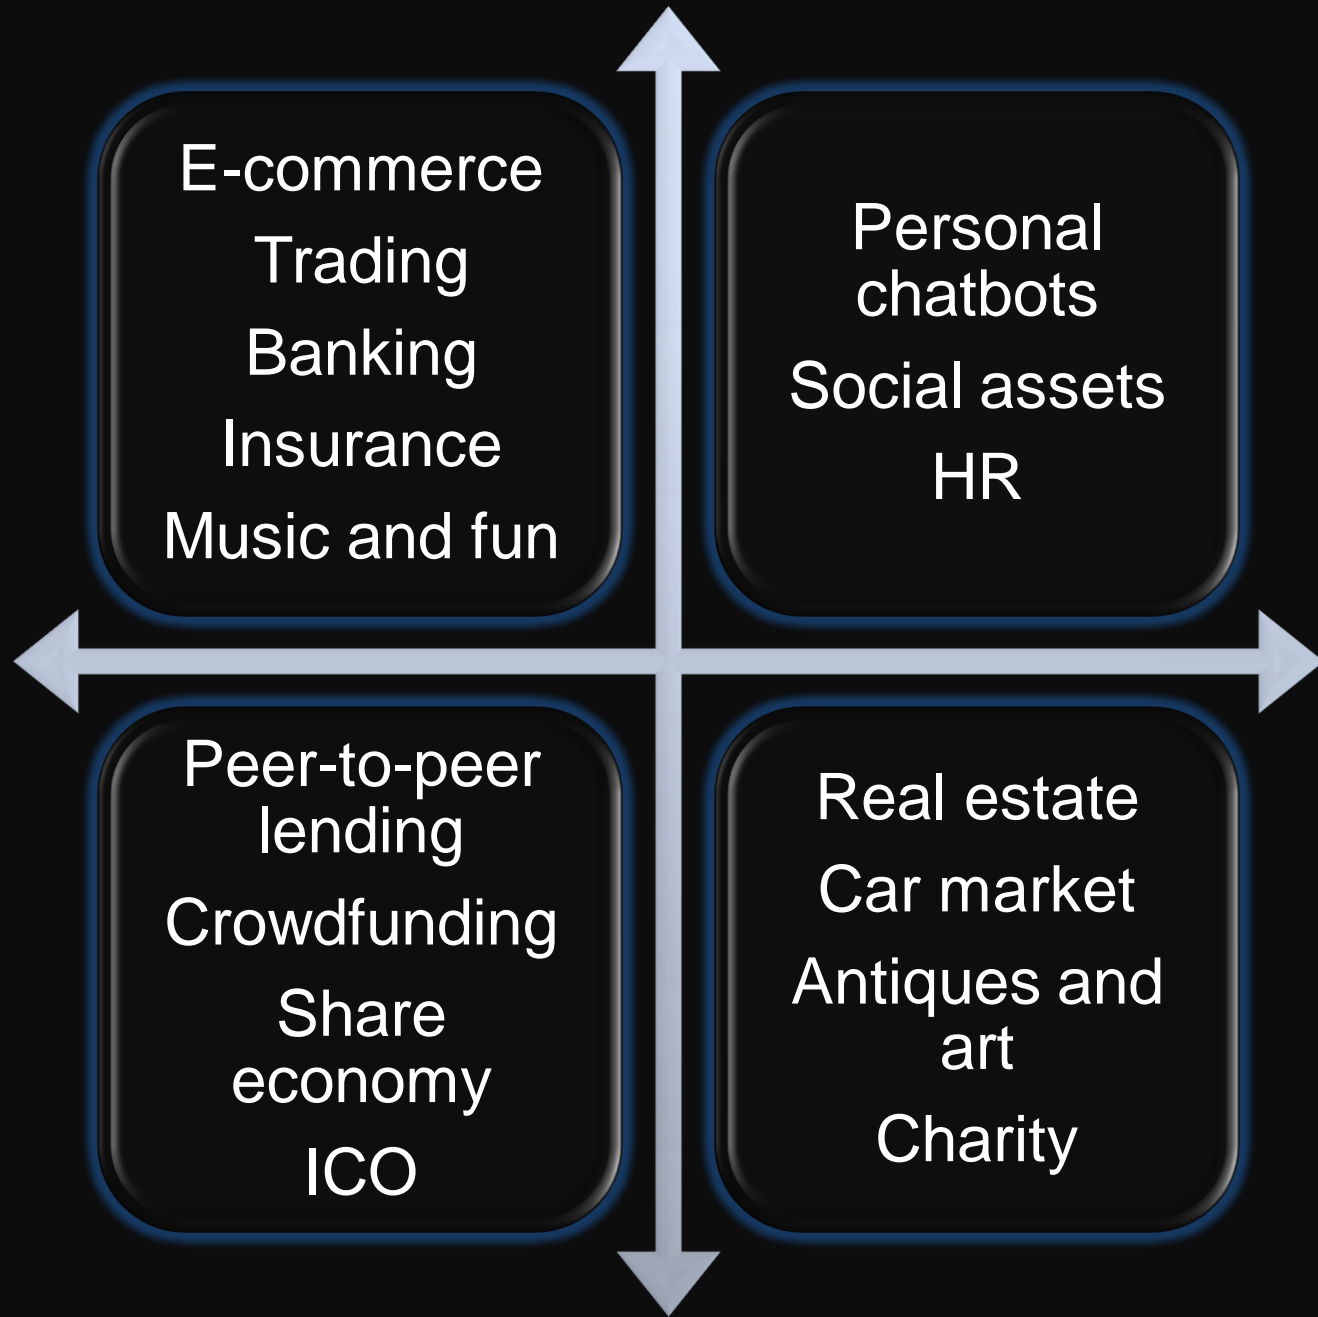 E-commerce
Trading
Banking
Insurance
Music and fun
Personal
chatbots
Social assets
HR
Peer-to-peer
lending
Crowdfunding
Share
economy
ICO
Real estate
Car market
Antiques and
art
Charity